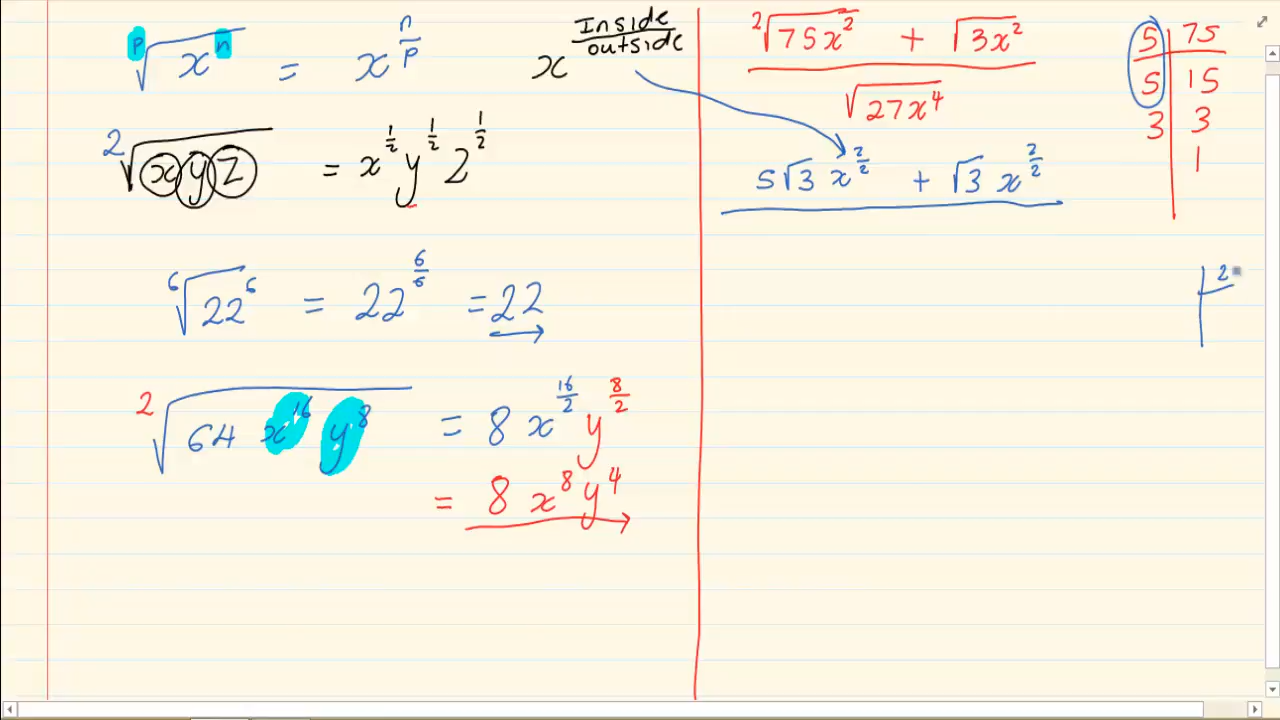 ᵖ√xⁿ = x^(n/p)
x^(Inside/outside)
²√xyz = x^(1/2) y^(1/2) z^(1/2)
⁶√22⁶ = 22^(6/6) = 22
²√64 x¹⁶ y⁸ = 8 x^(16/2) y^(8/2)
= 8 x⁸ y⁴
²√75x² + √3x²
√27x⁴
5√3 x^(2/2) + √3 x^(2/2)
5 | 75
5 | 15
3 | 3
1
2